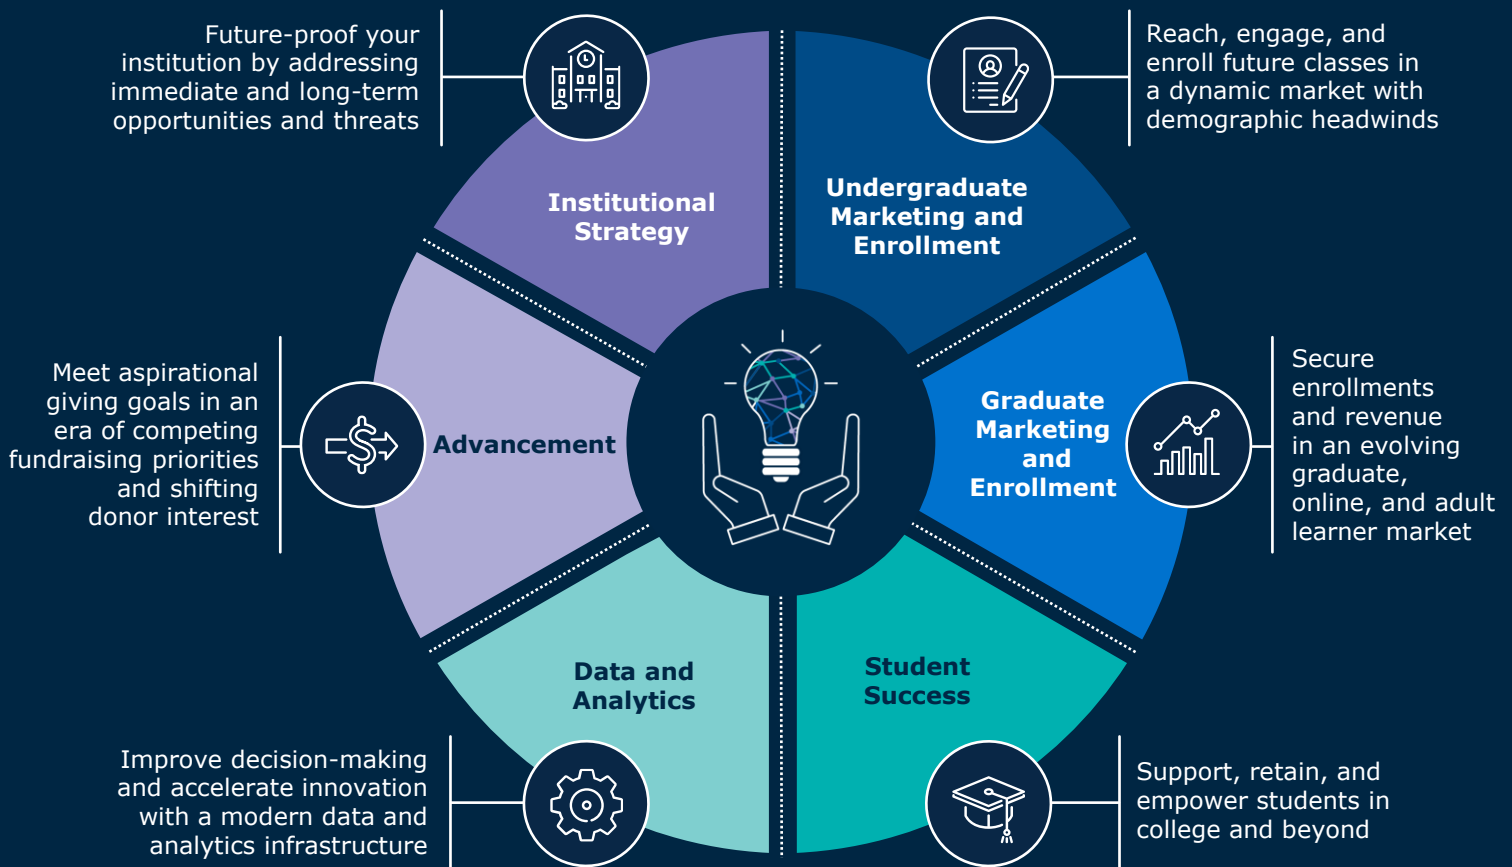 Future-proof your
institution by addressing
immediate and long-term
opportunities and threats
Institutional
Strategy
Reach, engage, and
enroll future classes in
a dynamic market with
demographic headwinds
Undergraduate
Marketing and
Enrollment
Meet aspirational
giving goals in an
era of competing
fundraising priorities
and shifting
donor interest
Advancement
Graduate
Marketing
and
Enrollment
Secure
enrollments
and revenue
in an evolving
graduate,
online, and adult
learner market
Data and
Analytics
Improve decision-making
and accelerate innovation
with a modern data and
analytics infrastructure
Student
Success
Support, retain, and
empower students in
college and beyond